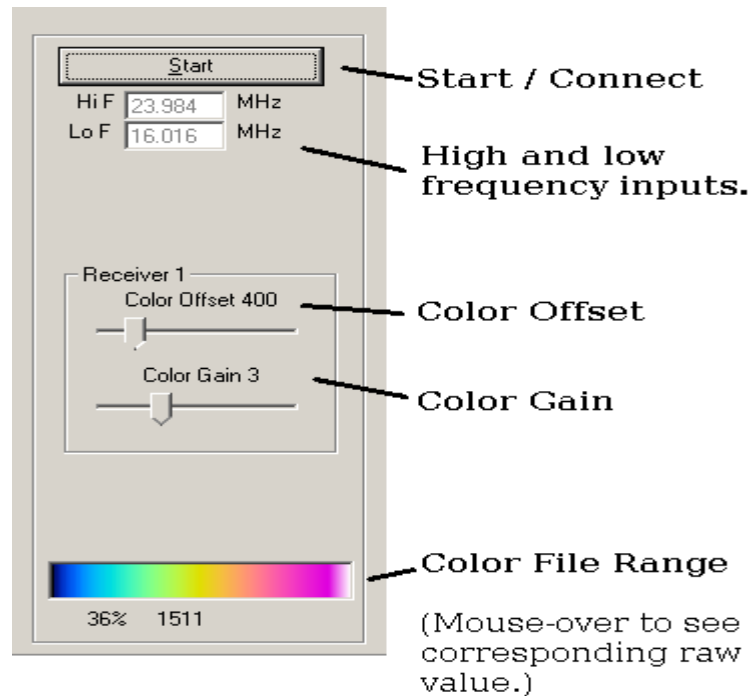 Start
Start / Connect
Hi F 23.984 MHz
Lo F 16.016 MHz
High and low
frequency inputs.
Receiver 1
Color Offset 400
Color Offset
Color Gain 3
Color Gain
Color File Range
36% 1511
(Mouse-over to see
corresponding raw
value.)